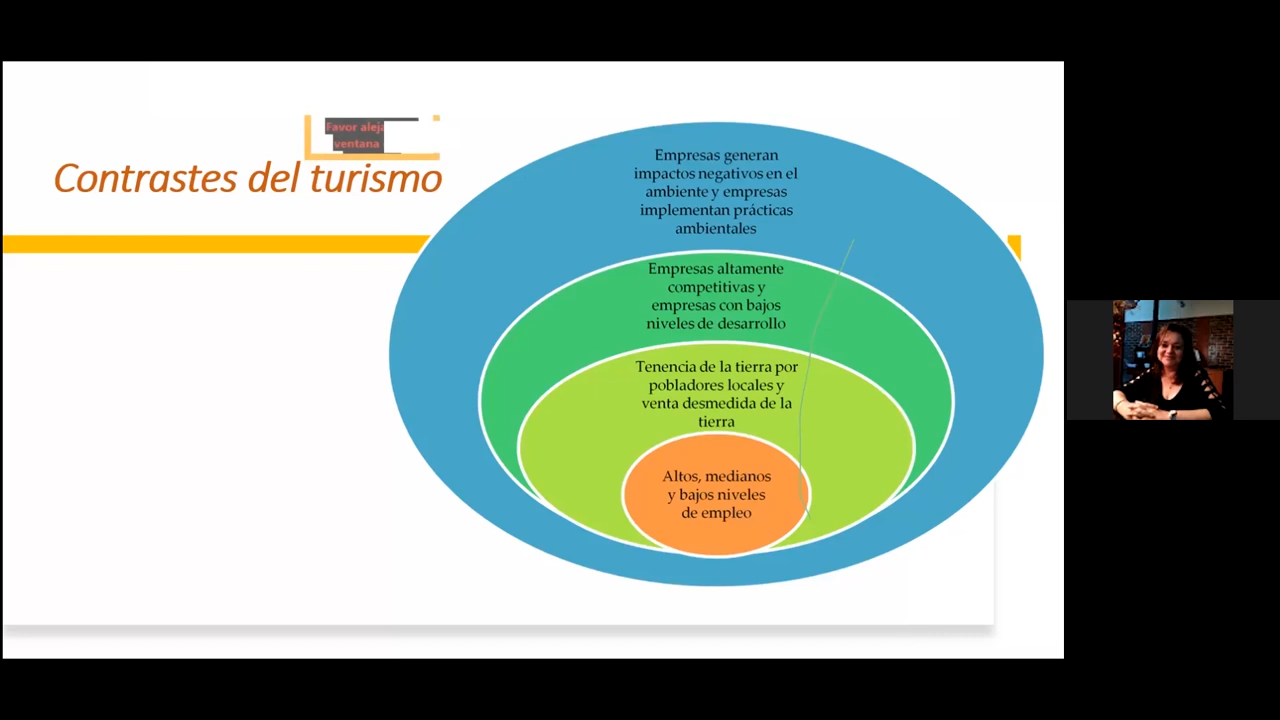 Favor aleja
ventana
Contrastes del turismo
Empresas generan
impactos negativos en el
ambiente y empresas
implementan prácticas
ambientales
Empresas altamente
competitivas y
empresas con bajos
niveles de desarrollo
Tenencia de la tierra por
pobladores locales y
venta desmedida de la
tierra
Altos, medianos
y bajos niveles
de empleo